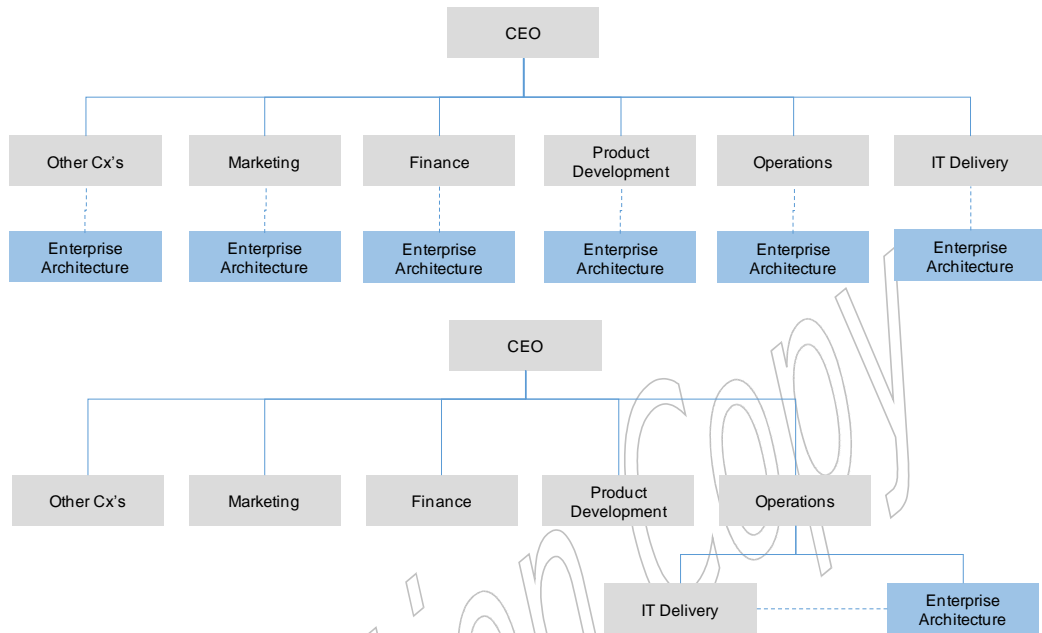 CEO
Other Cx's
Marketing
Finance
Product
Development
Operations
IT Delivery
Enterprise
Architecture
Enterprise
Architecture
Enterprise
Architecture
Enterprise
Architecture
Enterprise
Architecture
Enterprise
Architecture
CEO
Other Cx's
Marketing
Finance
Product
Development
Operations
IT Delivery
Enterprise
Architecture
Copy